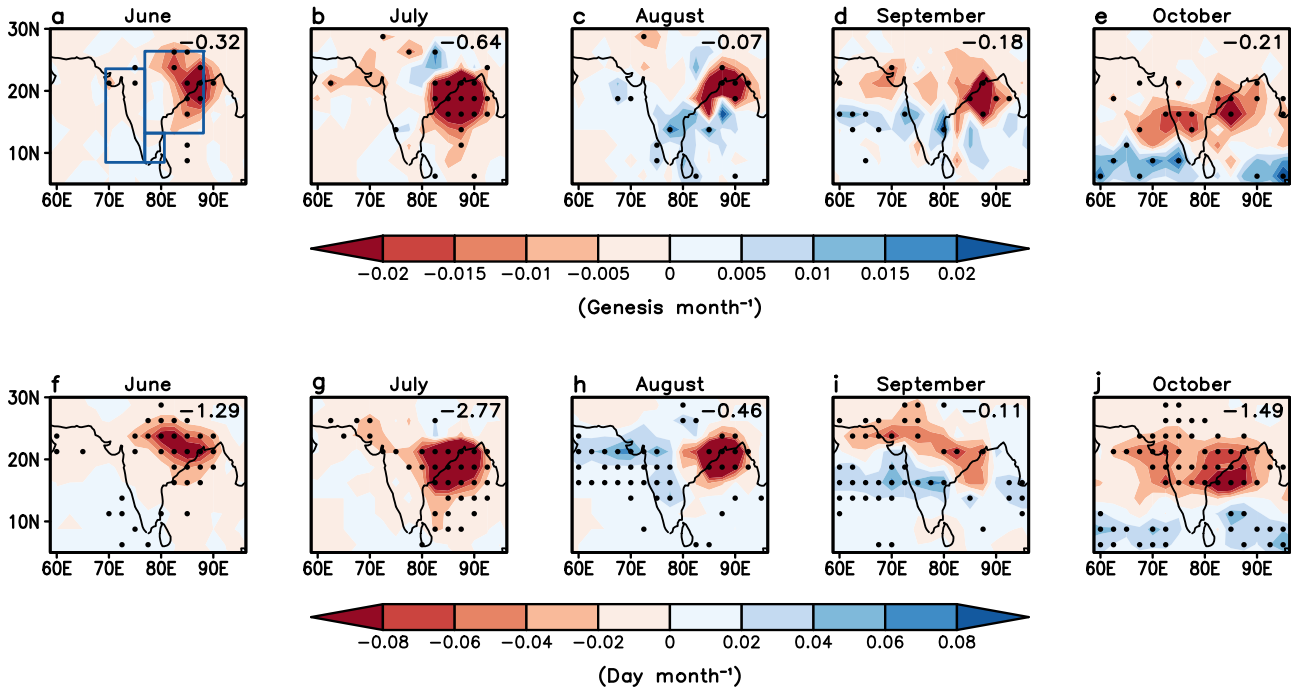 a June
b July
c August
d September
e October
30N
20N
10N
−0.32
−0.64
−0.07
−0.18
−0.21
60E 70E 80E 90E
60E 70E 80E 90E
60E 70E 80E 90E
60E 70E 80E 90E
60E 70E 80E 90E
−0.02 −0.015 −0.01 −0.005 0 0.005 0.01 0.015 0.02
(Genesis month⁻¹)
f June
g July
h August
i September
j October
30N
20N
10N
−1.29
−2.77
−0.46
−0.11
−1.49
60E 70E 80E 90E
60E 70E 80E 90E
60E 70E 80E 90E
60E 70E 80E 90E
60E 70E 80E 90E
−0.08 −0.06 −0.04 −0.02 0 0.02 0.04 0.06 0.08
(Day month⁻¹)